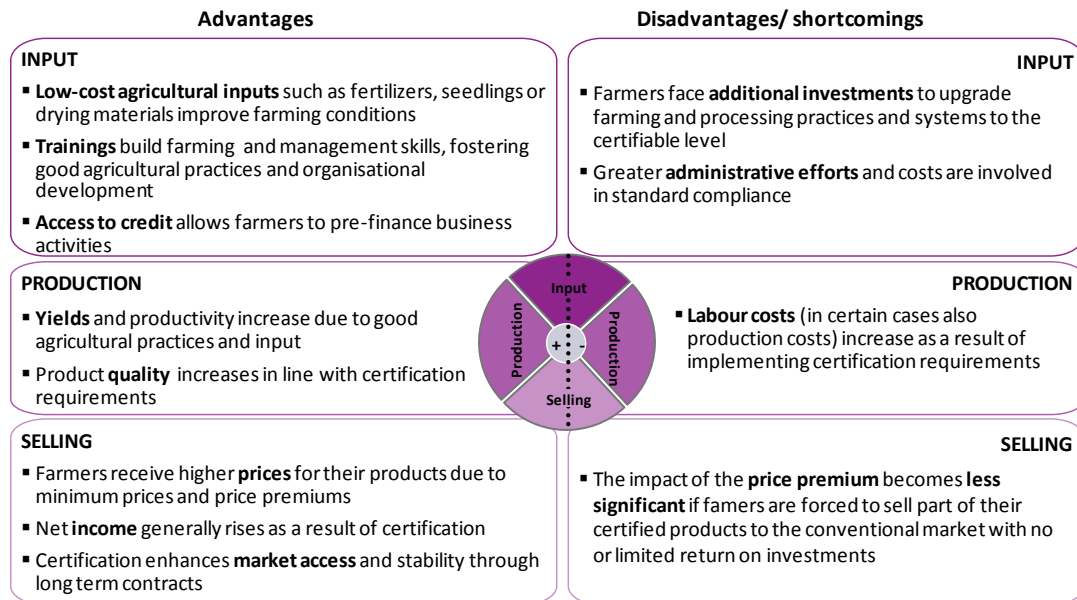 Advantages
Disadvantages/ shortcomings
INPUT
▪ Low-cost agricultural inputs such as fertilizers, seedlings or
drying materials improve farming conditions
▪ Trainings build farming and management skills, fostering
good agricultural practices and organisational
development
▪ Access to credit allows farmers to pre-finance business
activities
INPUT
▪ Farmers face additional investments to upgrade
farming and processing practices and systems to the
certifiable level
▪ Greater administrative efforts and costs are involved
in standard compliance
PRODUCTION
▪ Yields and productivity increase due to good
agricultural practices and input
▪ Product quality increases in line with certification
requirements
Input
Production
+
-
Production
Selling
PRODUCTION
▪ Labour costs (in certain cases also
production costs) increase as a result of
implementing certification requirements
SELLING
▪ Farmers receive higher prices for their products due to
minimum prices and price premiums
▪ Net income generally rises as a result of certification
▪ Certification enhances market access and stability through
long term contracts
SELLING
▪ The impact of the price premium becomes less
significant if famers are forced to sell part of their
certified products to the conventional market with no
or limited return on investments